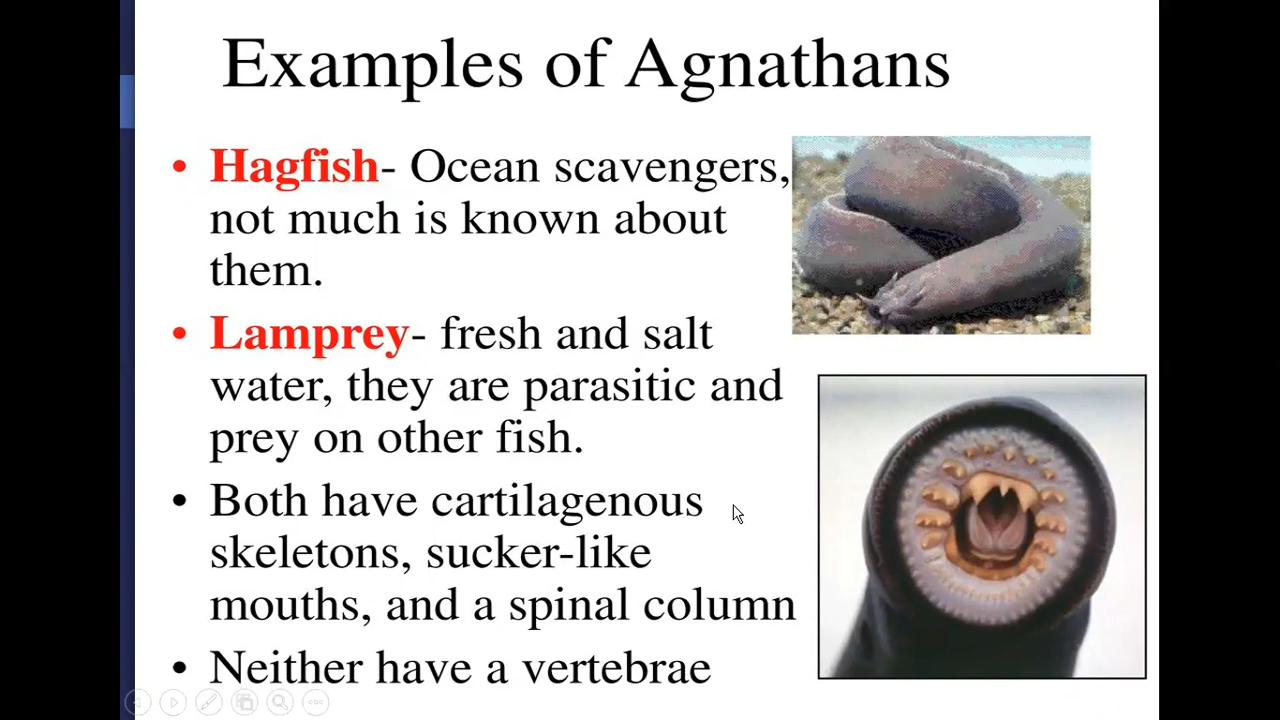 Examples of Agnathans
• Hagfish- Ocean scavengers,
not much is known about
them.
• Lamprey- fresh and salt
water, they are parasitic and
prey on other fish.
• Both have cartilagenous
skeletons, sucker-like
mouths, and a spinal column
• Neither have a vertebrae